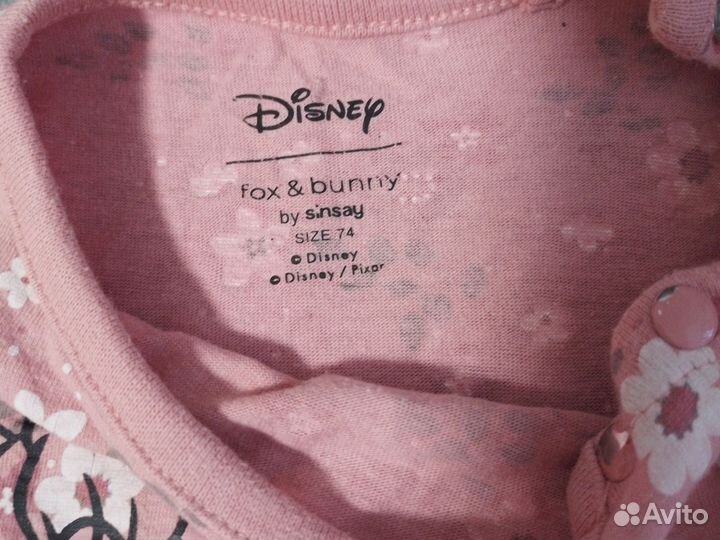 Disney
fox & bunny
by sinsay
SIZE 74
© Disney
© Disney / Pixar
Avito